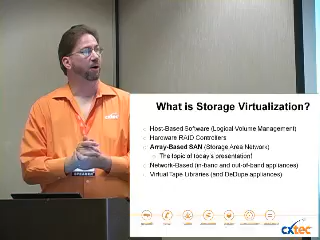 What is Storage Virtualization?
Host-Based Software (Logical Volume Management)
Hardware RAID Controllers
Array-Based SAN (Storage Area Network)
The topic of today's presentation!
Network-Based (in-band and out-of-band appliances)
Virtual Tape Libraries (and DeDupe appliances)
cxtec